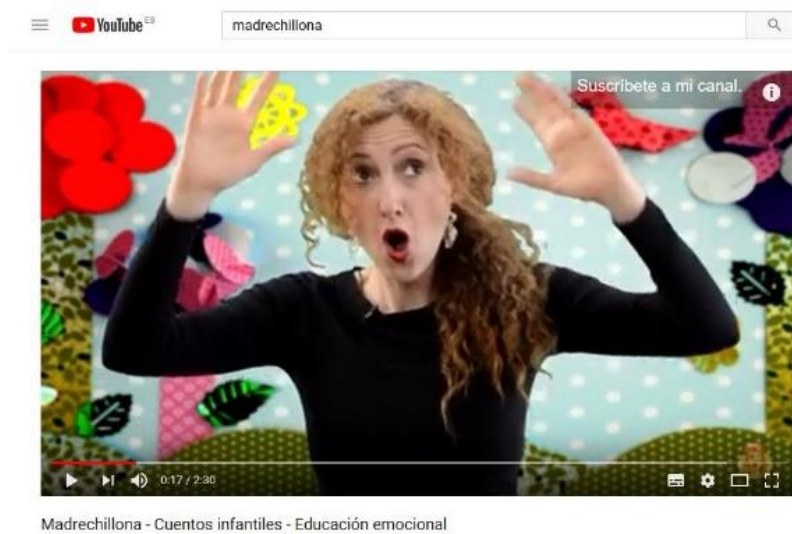 YouTube ES
madrechillona
Suscríbete a mi canal.
0:17 / 2:30
Madrechillona - Cuentos infantiles - Educación emocional